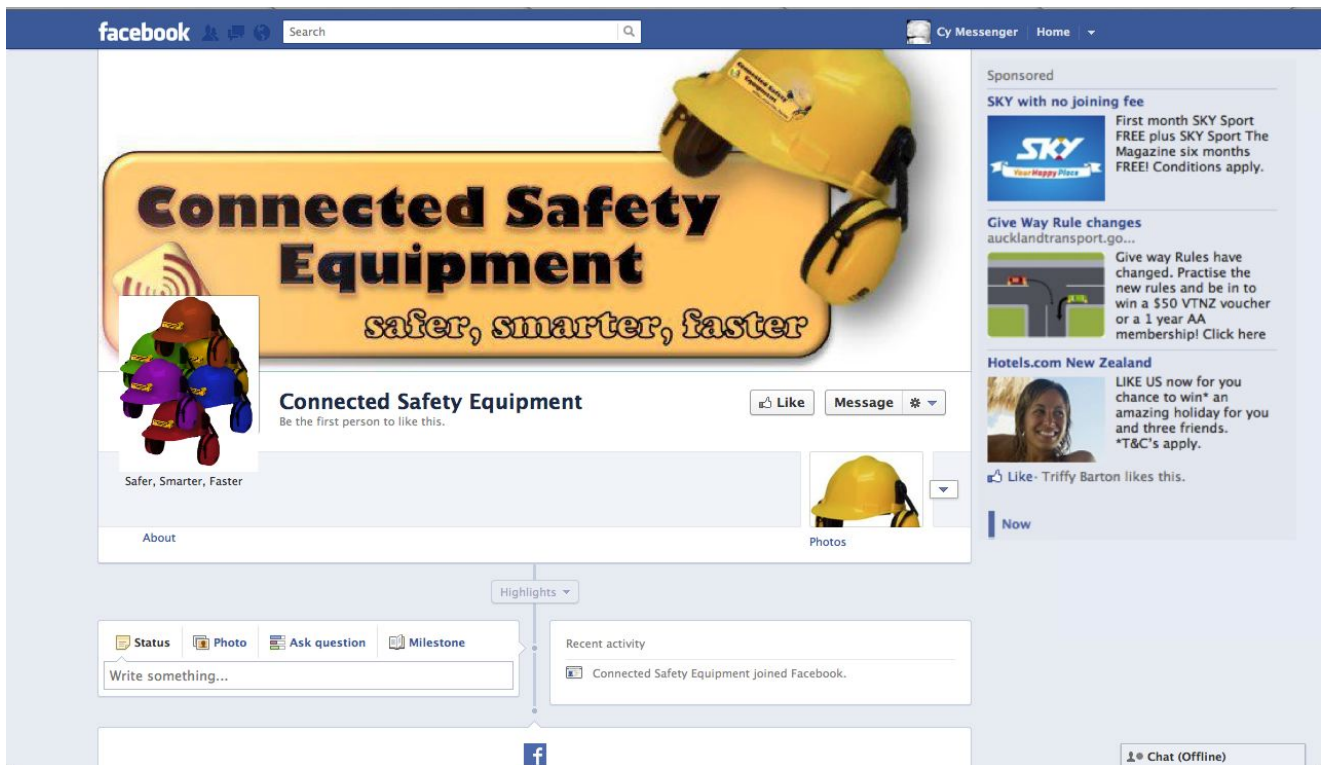 facebook
Search
Cy Messenger
Home
Connected Safety
Equipment
Connected Safety
Equipment
safer, smarter, faster
Connected Safety Equipment
Be the first person to like this.
Like
Message
Safer, Smarter, Faster
About
Photos
Highlights
Status
Photo
Ask question
Milestone
Write something...
Recent activity
Connected Safety Equipment joined Facebook.
Sponsored
SKY with no joining fee
SKY
Your Happy Place
First month SKY Sport
FREE plus SKY Sport The
Magazine six months
FREE! Conditions apply.
Give Way Rule changes
aucklandtransport.go...
Give way Rules have
changed. Practise the
new rules and be in to
win a $50 VTNZ voucher
or a 1 year AA
membership! Click here
Hotels.com New Zealand
LIKE US now for you
chance to win* an
amazing holiday for you
and three friends.
*T&C's apply.
Like · Triffy Barton likes this.
Now
Chat (Offline)